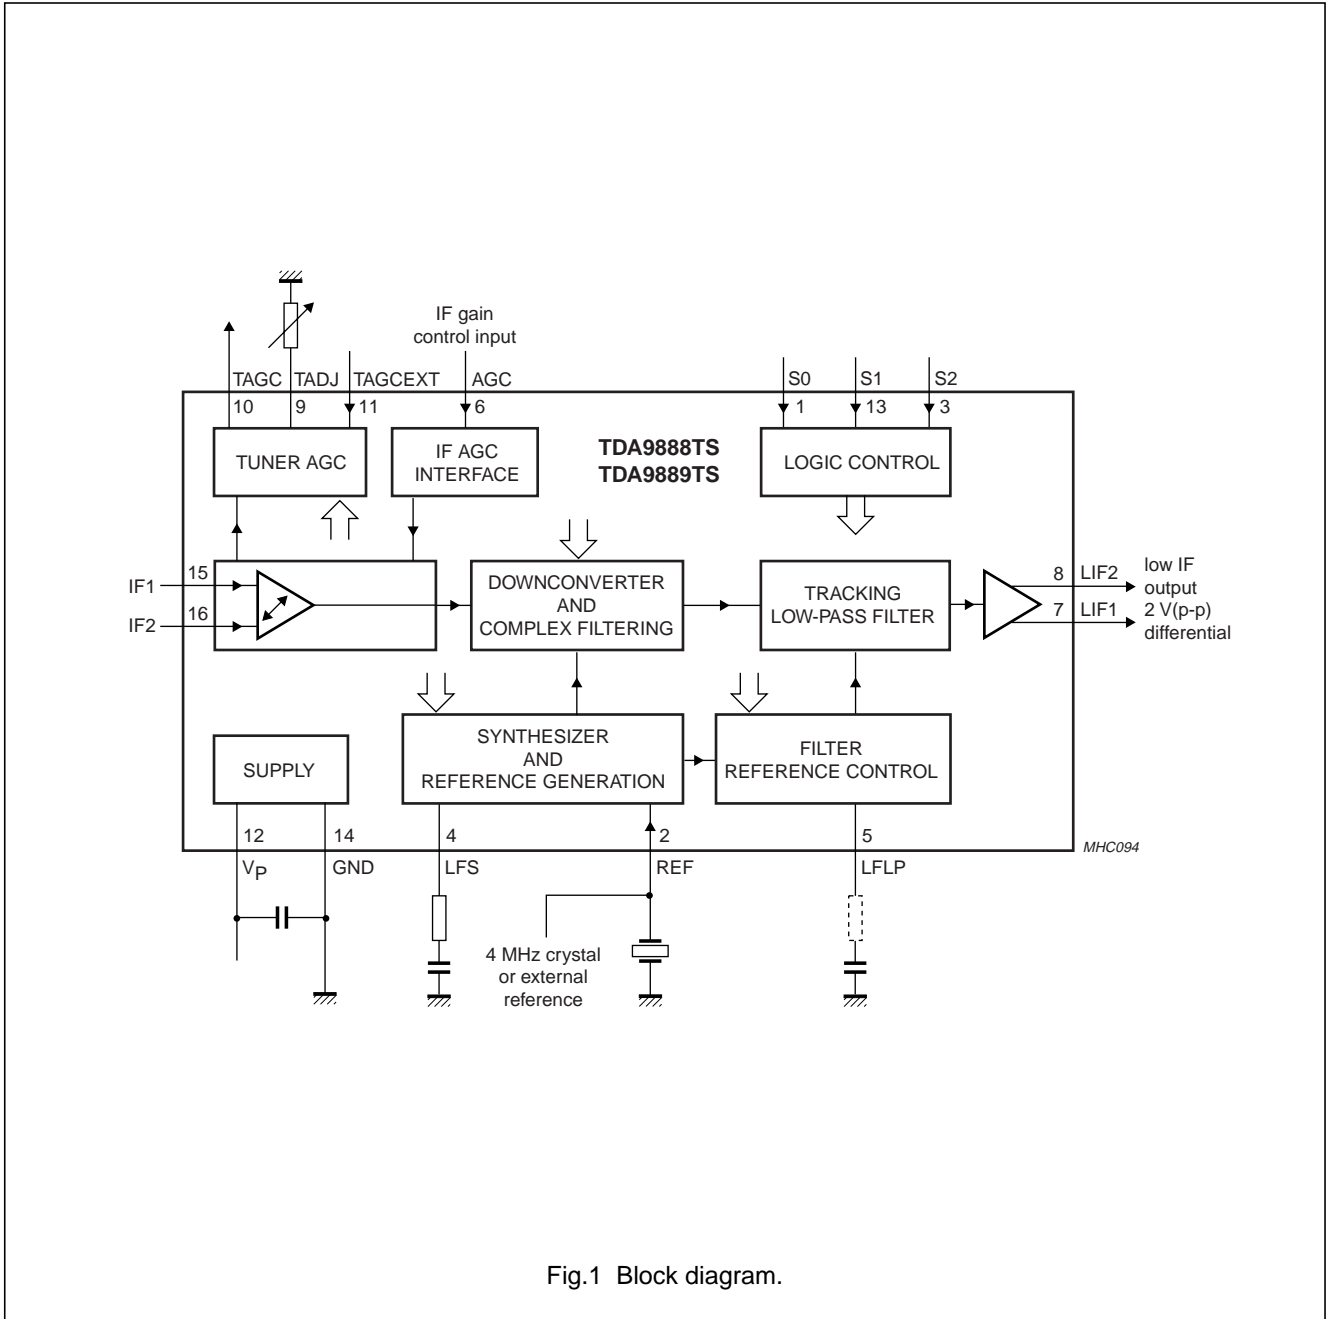 IF gain
control input
TAGC TADJ TAGCEXT AGC S0 S1 S2
10 9 11 6 1 13 3
TUNER AGC
IF AGC
INTERFACE
TDA9888TS
TDA9889TS
LOGIC CONTROL
IF1 15
IF2 16
DOWNCONVERTER
AND
COMPLEX FILTERING
TRACKING
LOW-PASS FILTER
8 LIF2
7 LIF1
low IF
output
2 V(p-p)
differential
SUPPLY
SYNTHESIZER
AND
REFERENCE GENERATION
FILTER
REFERENCE CONTROL
12 14 4 2 5
VP GND LFS REF LFLP
MHC094
4 MHz crystal
or external
reference
Fig.1 Block diagram.